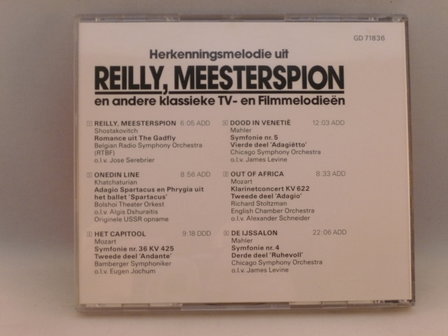 GD 71836
Herkenningsmelodie uit
REILLY, MEESTERSPION
en andere klassieke TV- en Filmmelodieën
1 REILLY, MEESTERSPION 6:05 ADD
Shostakovitch
Romance uit The Gadfly
Belgian Radio Symphony Orchestra
(RTBF)
o.l.v. Jose Serebrier
2 ONEDIN LINE 8:56 ADD
Khatchaturian
Adagio Spartacus en Phrygia uit
het ballet 'Spartacus'
Bolshoi Theater Orkest
o.l.v. Algis Dshuraitis
Originele USSR opname
3 HET CAPITOOL 9:18 DDD
Mozart
Symfonie nr. 36 KV 425
Tweede deel 'Andante'
Bamberger Symphoniker
o.l.v. Eugen Jochum
4 DOOD IN VENETIË 12:03 ADD
Mahler
Symfonie nr. 5
Vierde deel 'Adagiëtto'
Chicago Symphony Orchestra
o.l.v. James Levine
5 OUT OF AFRICA 8:33 ADD
Mozart
Klarinetconcert KV 622
Tweede deel 'Adagio'
Richard Stoltzman
English Chamber Orchestra
o.l.v. Alexander Schneider
6 DE IJSSALON 22:06 ADD
Mahler
Symfonie nr. 4
Derde deel 'Ruhevoll'
Chicago Symphony Orchestra
o.l.v. James Levine